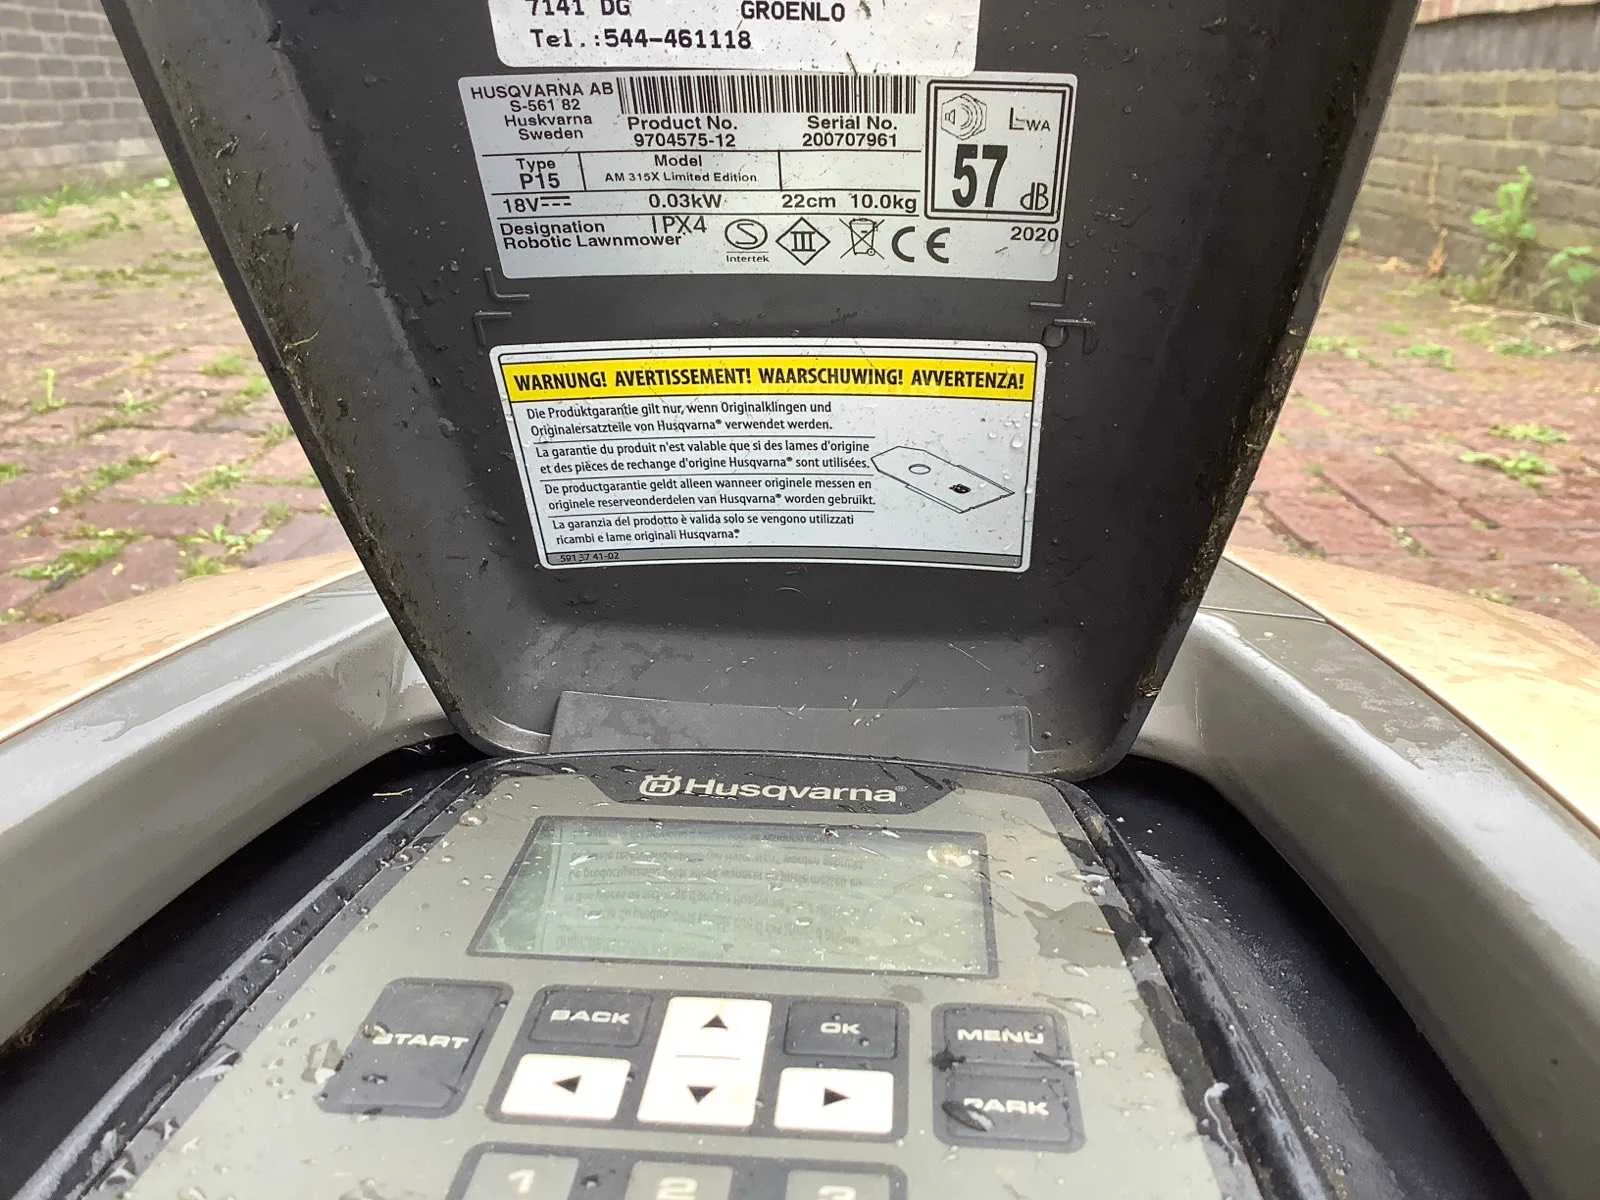 7141 DG GROENLO
Tel.:544-461118
HUSQVARNA AB
S-561 82
Huskvarna
Sweden
Product No.
9704575-12
Serial No.
200707961
LWA
57 dB
Type
P15
Model
AM 315X Limited Edition
18V 0.03kW 22cm 10.0kg
Designation
Robotic Lawnmower
IPX4
S
Intertek
III
CE
2020
WARNUNG! AVERTISSEMENT! WAARSCHUWING! AVVERTENZA!
Die Produktgarantie gilt nur, wenn Originalklingen und
Originalersatzteile von Husqvarna® verwendet werden.
La garantie du produit n'est valable que si des lames d'origine
et des pièces de rechange d'origine Husqvarna® sont utilisées.
De productgarantie geldt alleen wanneer originele messen en
originele reserveonderdelen van Husqvarna® worden gebruikt.
La garanzia del prodotto è valida solo se vengono utilizzati
ricambi e lame originali Husqvarna®.
591 37 41-02
H Husqvarna®
START
BACK
OK
MENU
PARK
1 2 3